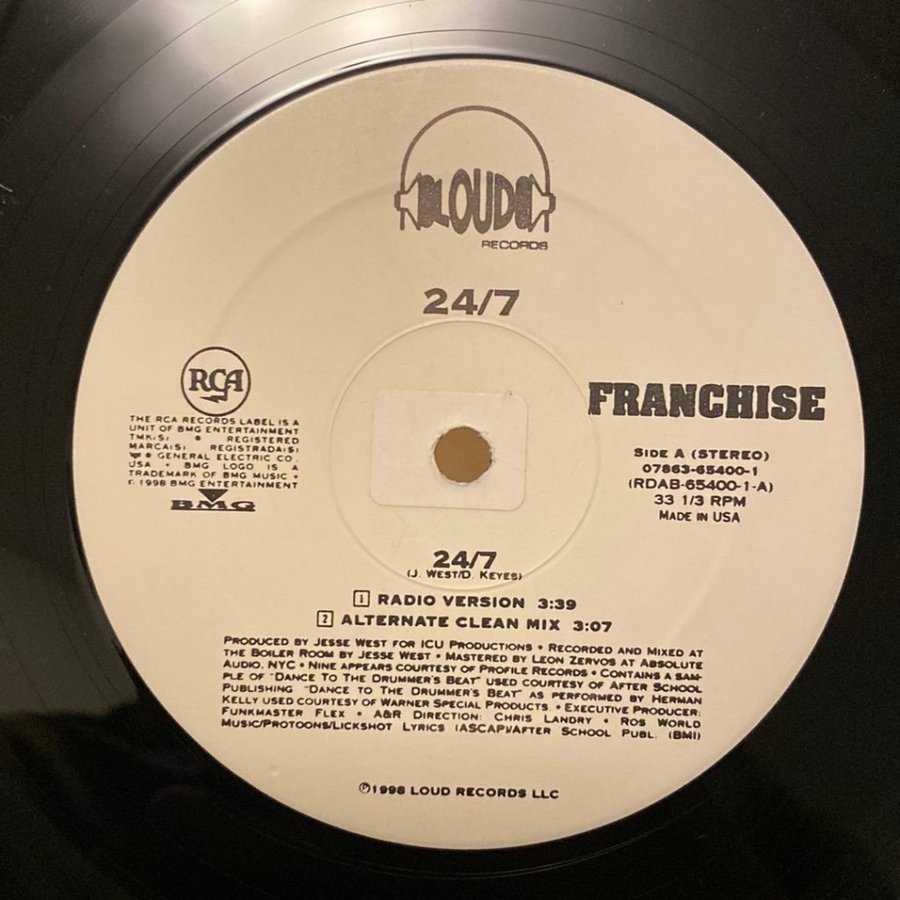 LOUD
RECORDS
24/7
RCA
THE RCA RECORDS LABEL IS A
UNIT OF BMG ENTERTAINMENT
TMK(S) ® REGISTERED
MARCA(S) REGISTRADA(S)
® GENERAL ELECTRIC CO.,
USA • BMG LOGO IS A
TRADEMARK OF BMG MUSIC •
© 1998 BMG ENTERTAINMENT
BMG
FRANCHISE
SIDE A (STEREO)
07863-65400-1
(RDAB-65400-1-A)
33 1/3 RPM
MADE IN USA
24/7
(J. WEST/D. KEYES)
1 RADIO VERSION 3:39
2 ALTERNATE CLEAN MIX 3:07
PRODUCED BY JESSE WEST FOR ICU PRODUCTIONS • RECORDED AND MIXED AT
THE BOILER ROOM BY JESSE WEST • MASTERED BY LEON ZERVOS AT ABSOLUTE
AUDIO, NYC • NINE APPEARS COURTESY OF PROFILE RECORDS • CONTAINS A SAM-
PLE OF "DANCE TO THE DRUMMER'S BEAT" USED COURTESY OF AFTER SCHOOL
PUBLISHING "DANCE TO THE DRUMMER'S BEAT" AS PERFORMED BY HERMAN
KELLY USED COURTESY OF WARNER SPECIAL PRODUCTS • EXECUTIVE PRODUCER:
FUNKMASTER FLEX • A&R DIRECTION: CHRIS LANDRY • ROS WORLD
MUSIC/PROTOONS/LICKSHOT LYRICS (ASCAP)/AFTER SCHOOL PUBL. (BMI)
℗1998 LOUD RECORDS LLC